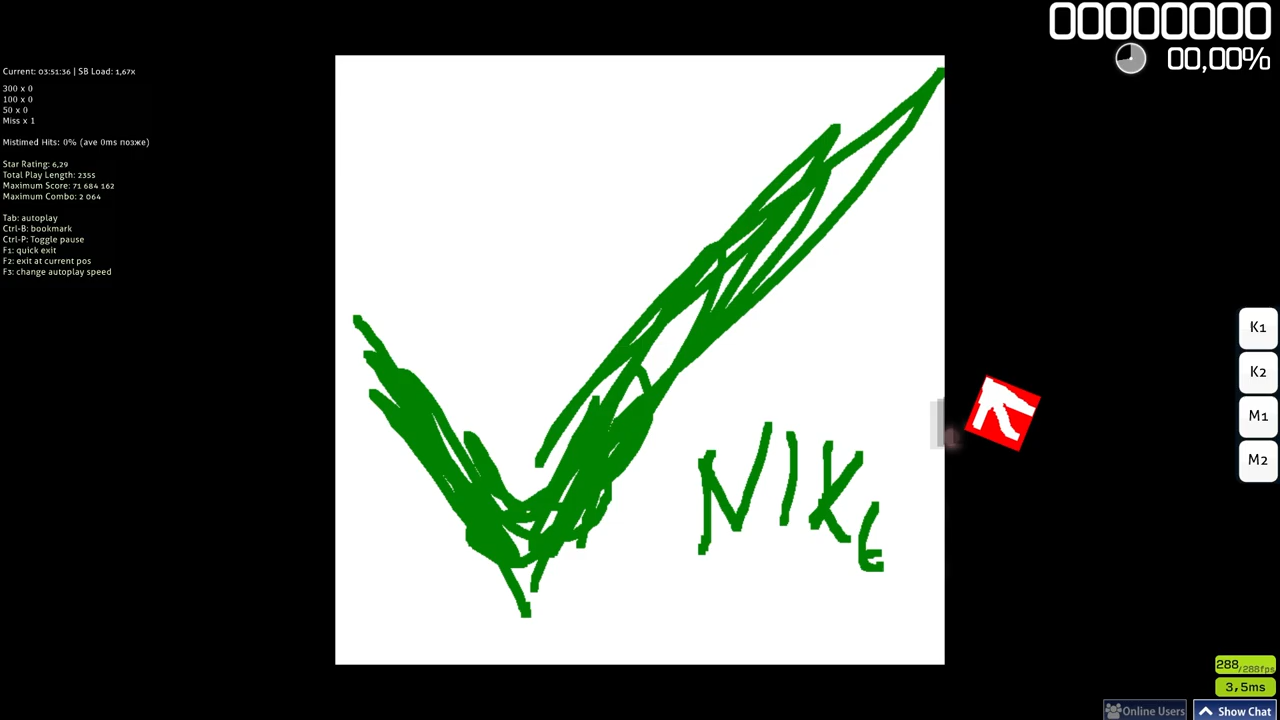 00000000
00,00%
Current: 03:51:36 | SB Load: 1,67x
300 x 0
100 x 0
50 x 0
Miss x 1
Mistimed Hits: 0% (ave 0ms позже)
Star Rating: 6,29
Total Play Length: 235s
Maximum Score: 71 684 162
Maximum Combo: 2 064
Tab: autoplay
Ctrl-B: bookmark
Ctrl-P: Toggle pause
F1: quick exit
F2: exit at current pos
F3: change autoplay speed
K1
K2
M1
M2
NIKE
288/288fps
3,5ms
Online Users
Show Chat